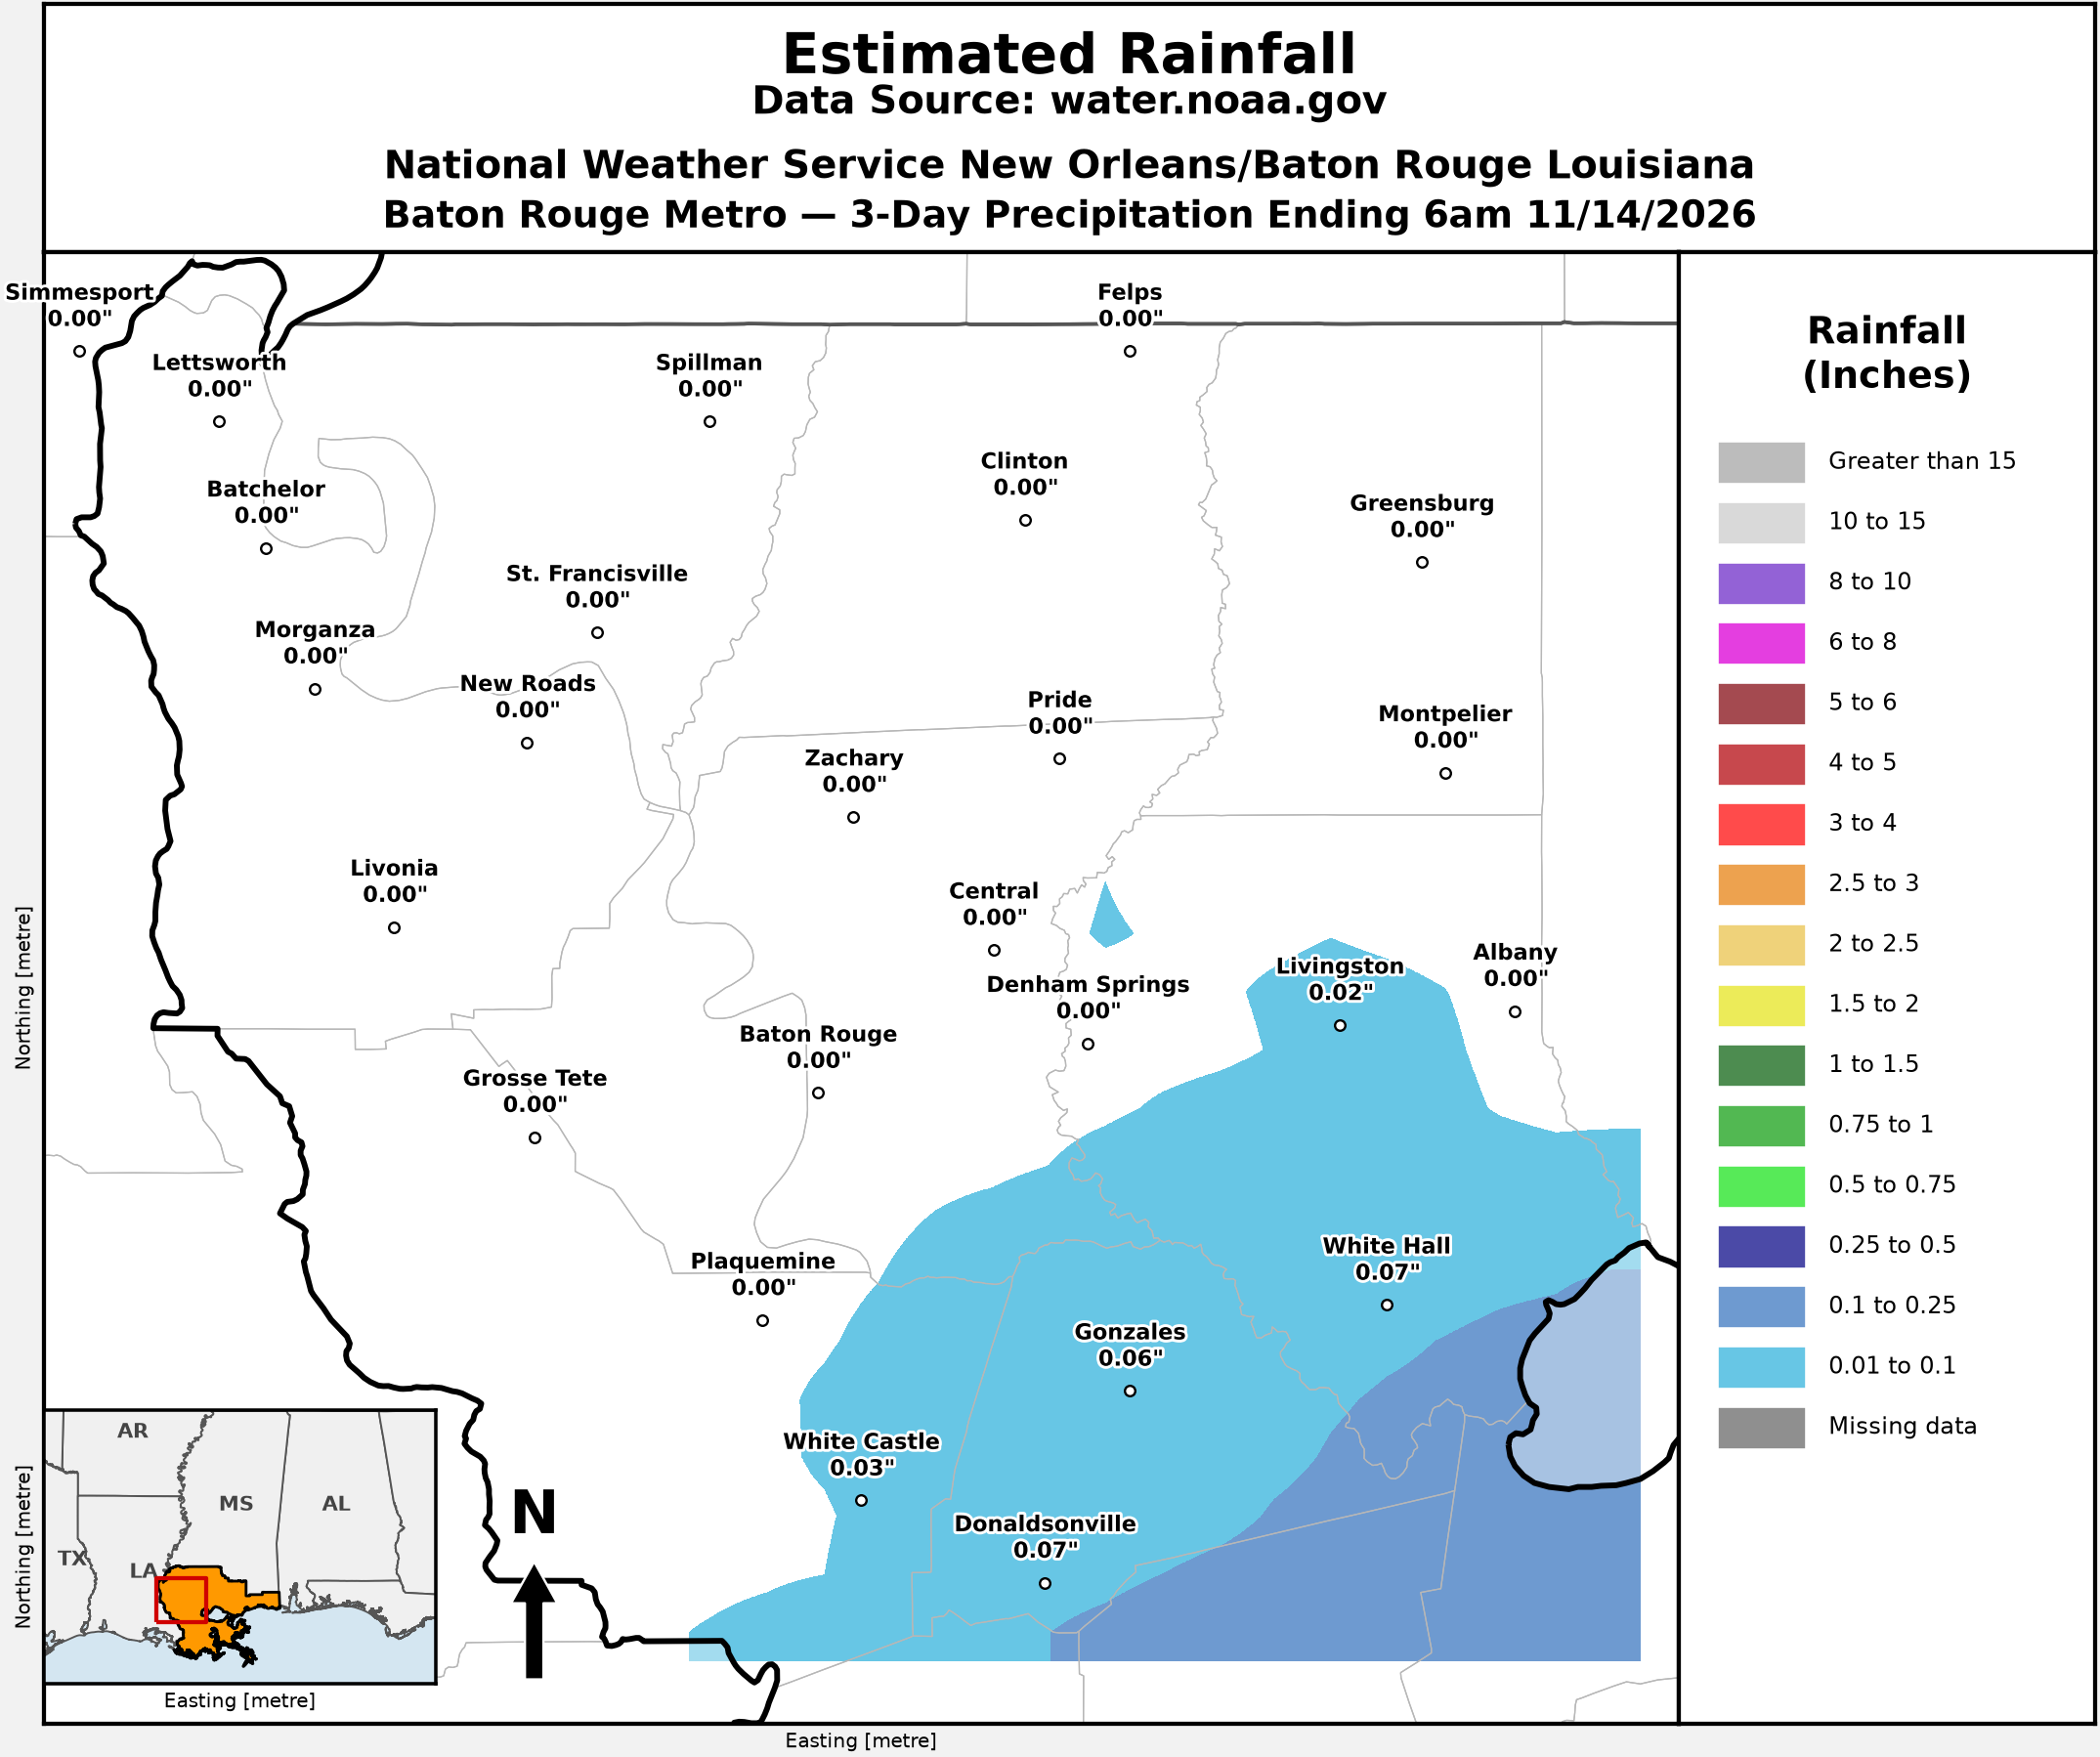 Estimated Rainfall
Data Source: water.noaa.gov
National Weather Service New Orleans/Baton Rouge Louisiana
Baton Rouge Metro — 3-Day Precipitation Ending 6am 11/14/2026
Simmesport
0.00"
Felps
0.00"
Lettsworth
0.00"
Spillman
0.00"
Clinton
0.00"
Batchelor
0.00"
Greensburg
0.00"
St. Francisville
0.00"
Morganza
0.00"
New Roads
0.00"
Pride
0.00"
Montpelier
0.00"
Zachary
0.00"
Livonia
0.00"
Central
0.00"
Albany
0.00"
Livingston
0.02"
Denham Springs
0.00"
Baton Rouge
0.00"
Grosse Tete
0.00"
White Hall
0.07"
Plaquemine
0.00"
Gonzales
0.06"
White Castle
0.03"
Donaldsonville
0.07"
N
AR
MS
AL
TX
LA
Northing [metre]
Northing [metre]
Easting [metre]
Easting [metre]
Rainfall
(Inches)
Greater than 15
10 to 15
8 to 10
6 to 8
5 to 6
4 to 5
3 to 4
2.5 to 3
2 to 2.5
1.5 to 2
1 to 1.5
0.75 to 1
0.5 to 0.75
0.25 to 0.5
0.1 to 0.25
0.01 to 0.1
Missing data